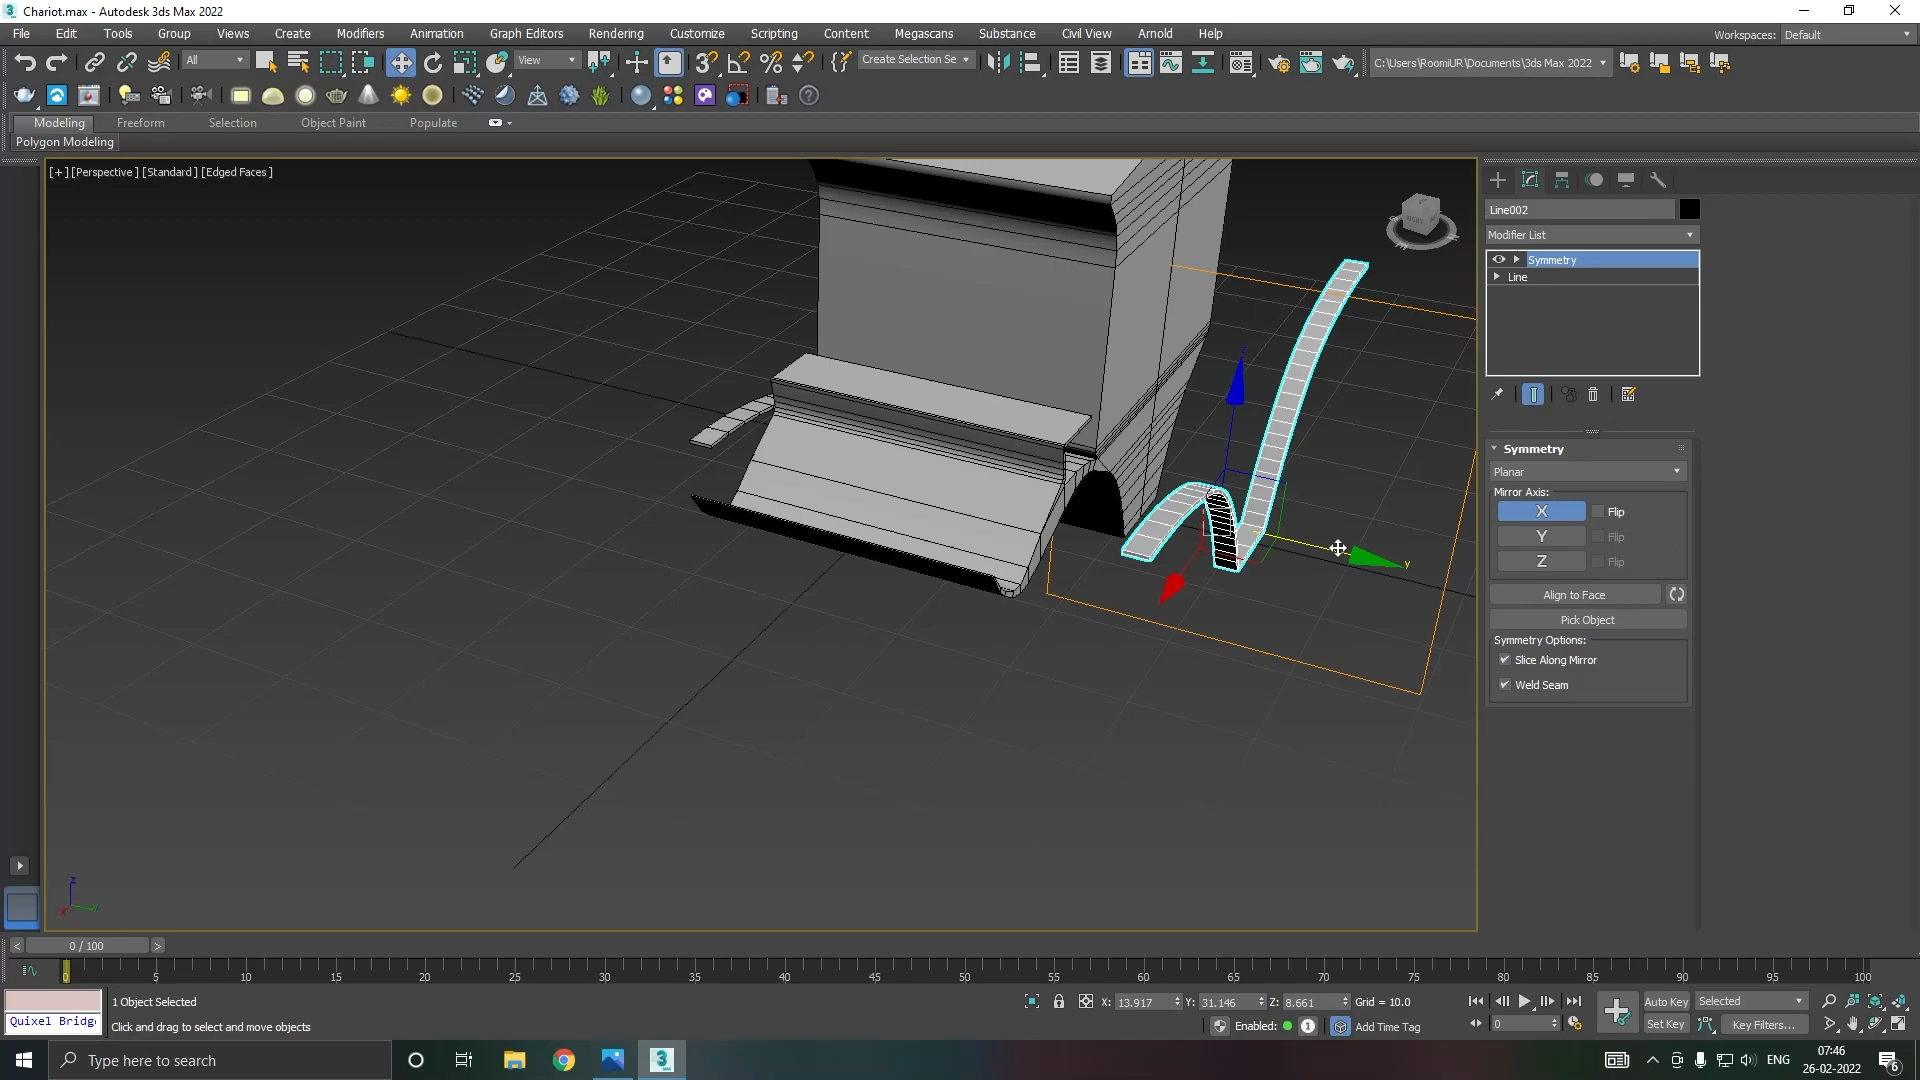 Chariot.max - Autodesk 3ds Max 2022
File Edit Tools Group Views Create Modifiers Animation Graph Editors Rendering Customize Scripting Content Megascans Substance Civil View Arnold Help
Workspaces: Default
All View Create Selection Se C:\Users\RoomiUR\Documents\3ds Max 2022
Modeling Freeform Selection Object Paint Populate
Polygon Modeling
[+] [Perspective ] [Standard ] [Edged Faces ]
Line002
Modifier List
Symmetry
Line
Symmetry
Planar
Mirror Axis:
X Flip
Y Flip
Z Flip
Align to Face
Pick Object
Symmetry Options:
Slice Along Mirror
Weld Seam
z
y
z
x y
< 0 / 100 >
0 5 10 15 20 25 30 35 40 45 50 55 60 65 70 75 80 85 90 95 100
1 Object Selected X: 13.917 Y: 31.146 Z: 8.661 Grid = 10.0 Auto Key Selected
Quixel Bridg Click and drag to select and move objects Enabled: 1 Add Time Tag 0 Set Key Key Filters...
Type here to search
ENG
07:46
26-02-2022
6